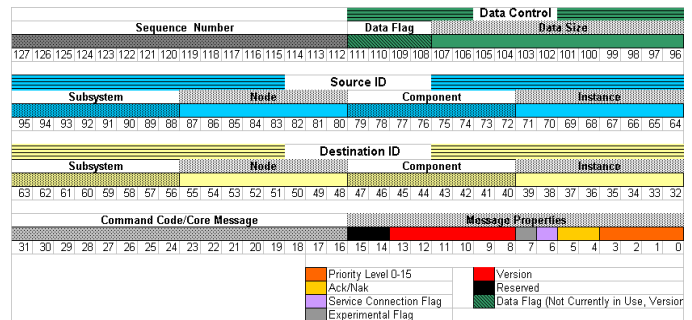 Data Control
Sequence Number Data Flag Data Size
127 126 125 124 123 122 121 120 119 118 117 116 115 114 113 112 111 110 109 108 107 106 105 104 103 102 101 100 99 98 97 96
Source ID
Subsystem Node Component Instance
95 94 93 92 91 90 89 88 87 86 85 84 83 82 81 80 79 78 77 76 75 74 73 72 71 70 69 68 67 66 65 64
Destination ID
Subsystem Node Component Instance
63 62 61 60 59 58 57 56 55 54 53 52 51 50 49 48 47 46 45 44 43 42 41 40 39 38 37 36 35 34 33 32
Command Code/Core Message Message Properties
31 30 29 28 27 26 25 24 23 22 21 20 19 18 17 16 15 14 13 12 11 10 9 8 7 6 5 4 3 2 1 0
Priority Level 0-15 Version
Ack/Nak Reserved
Service Connection Flag Data Flag (Not Currently in Use, Version
Experimental Flag